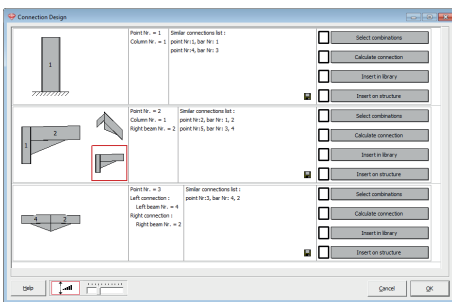 Connection Design
1
Point Nr. = 1
Column Nr. = 1
Similar connections list :
point Nr:1, bar Nr: 1
point Nr:4, bar Nr: 3
Select combinations
Calculate connection
Insert in library
Insert on structure
2
1
Point Nr. = 2
Column Nr. = 1
Right beam Nr. = 2
Similar connections list :
point Nr:2, bar Nr: 1, 2
point Nr:5, bar Nr: 3, 4
Select combinations
Calculate connection
Insert in library
Insert on structure
4 2
Point Nr. = 3
Left connection :
Left beam Nr. = 4
Right connection :
Right beam Nr. = 2
Similar connections list :
point Nr:3, bar Nr: 4, 2
Select combinations
Calculate connection
Insert in library
Insert on structure
Help
Cancel
OK